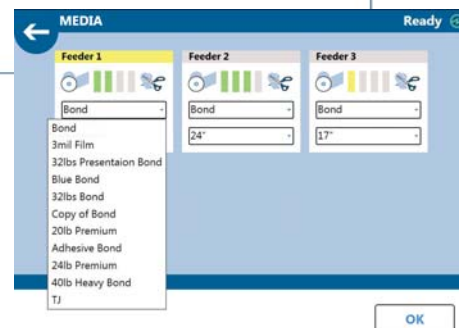 MEDIA
Ready
Feeder 1
Feeder 2
Feeder 3
Bond
Bond
Bond
24"
17"
Bond
3mil Film
32lbs Presentaion Bond
Blue Bond
32lbs Bond
Copy of Bond
20lb Premium
Adhesive Bond
24lb Premium
40lb Heavy Bond
TJ
OK